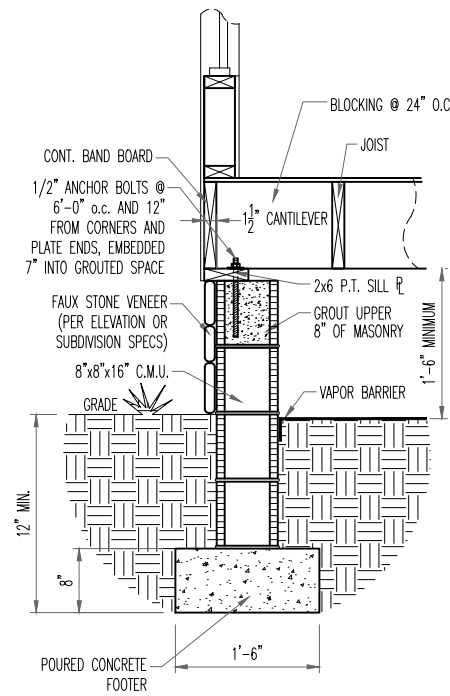 BLOCKING @ 24" O.C
CONT. BAND BOARD
JOIST
1/2" ANCHOR BOLTS @
6'-0" o.c. AND 12"
FROM CORNERS AND
PLATE ENDS, EMBEDDED
7" INTO GROUTED SPACE
1 1/2" CANTILEVER
2x6 P.T. SILL PL
FAUX STONE VENEER
(PER ELEVATION OR
SUBDIVISION SPECS)
GROUT UPPER
8" OF MASONRY
1'-6" MINIMUM
8"x8"x16" C.M.U.
VAPOR BARRIER
GRADE
12" MIN.
8"
1'-6"
POURED CONCRETE
FOOTER